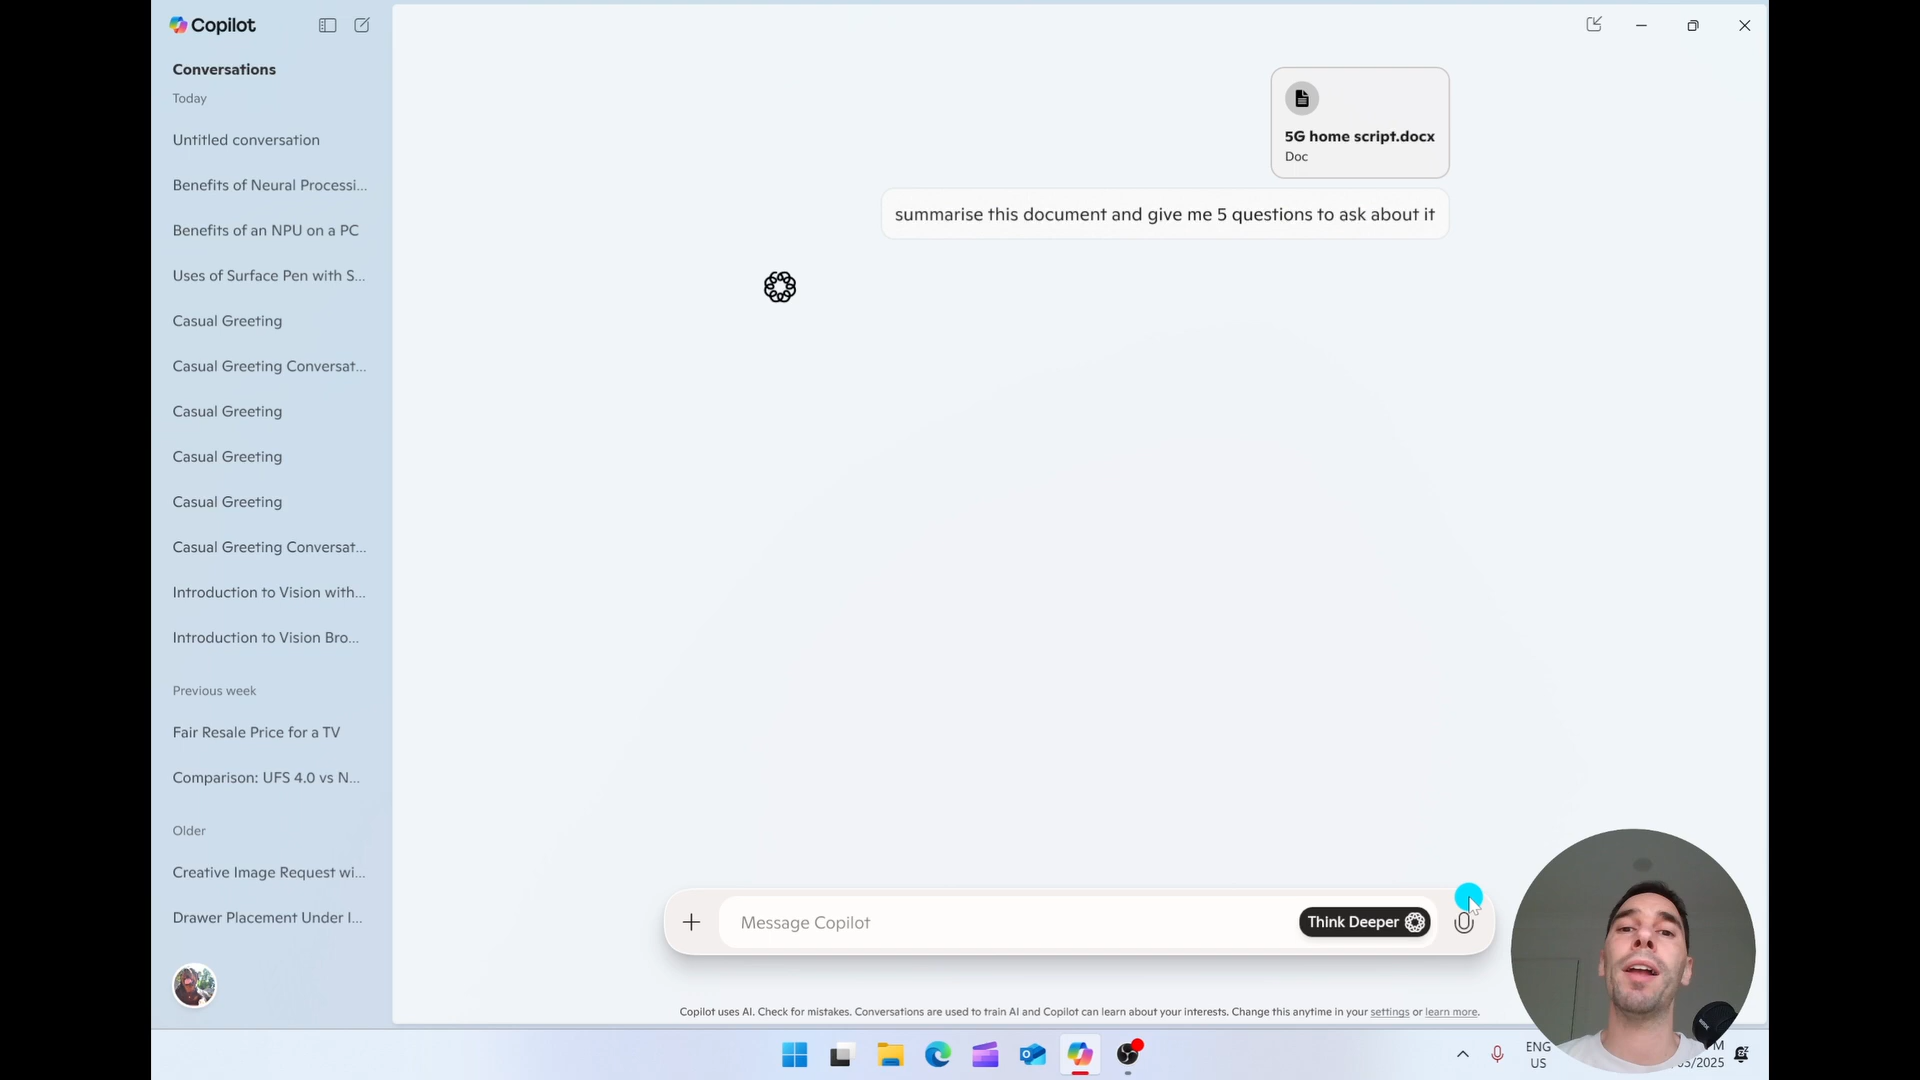 Copilot
Conversations
Today
Untitled conversation
Benefits of Neural Processi...
Benefits of an NPU on a PC
Uses of Surface Pen with S...
Casual Greeting
Casual Greeting Conversat...
Casual Greeting
Casual Greeting
Casual Greeting
Casual Greeting Conversat...
Introduction to Vision with...
Introduction to Vision Bro...
Previous week
Fair Resale Price for a TV
Comparison: UFS 4.0 vs N...
Older
Creative Image Request wi...
Drawer Placement Under I...
5G home script.docx
Doc
summarise this document and give me 5 questions to ask about it
Message Copilot
Think Deeper
Copilot uses AI. Check for mistakes. Conversations are used to train AI and Copilot can learn about your interests. Change this anytime in your settings or learn more.
ENG
US
M
/2025